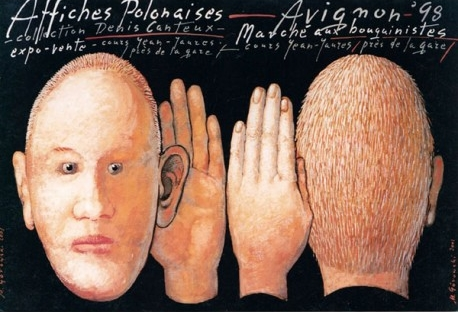 Affiches Polonaises — Avignon '98
collection Denis Canteux — Marché aux bouquinistes
expo-vente — cours Jean-Jaurès / près de la gare / — cours Jean-Jaurès / près de la gare /